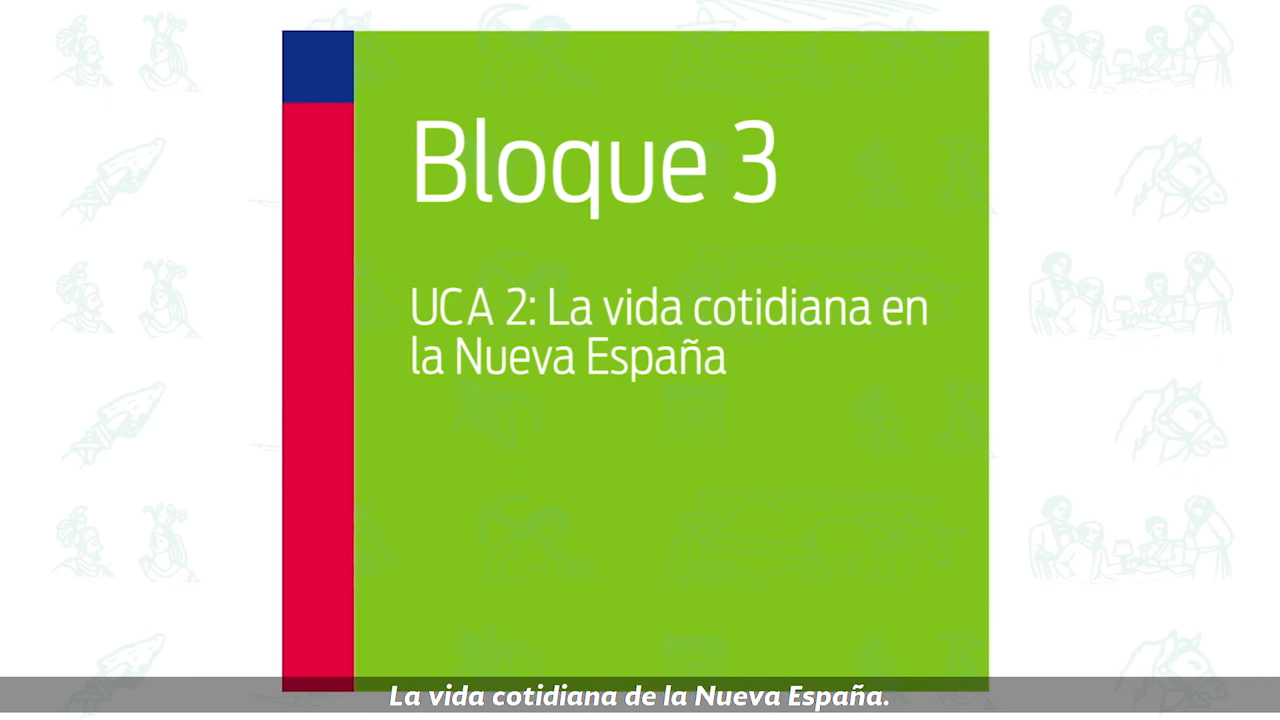 Bloque 3
UCA 2: La vida cotidiana en
la Nueva España
La vida cotidiana de la Nueva España.